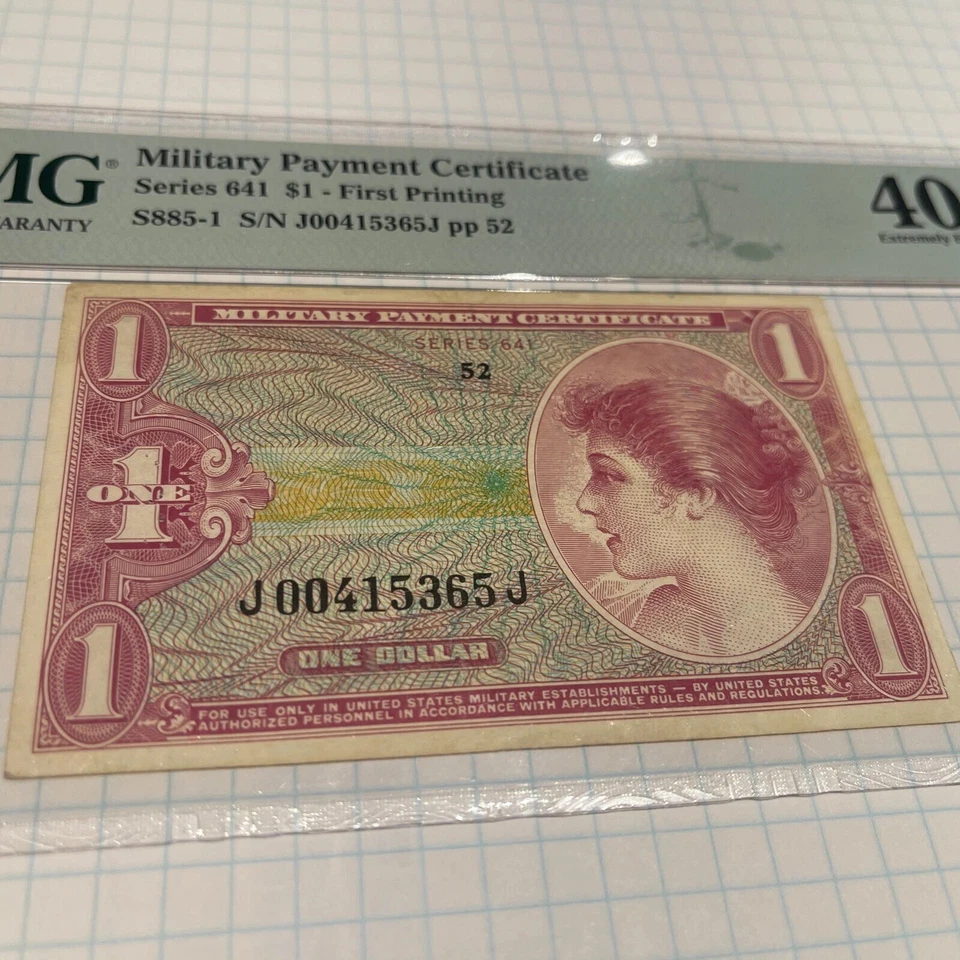 MG®
ARANTY
Military Payment Certificate
Series 641 $1 - First Printing
S885-1 S/N J00415365J pp 52
40
Extremely
1
MILITARY PAYMENT CERTIFICATE
1
SERIES 641
52
1
ONE
J00415365J
ONE DOLLAR
1
1
FOR USE ONLY IN UNITED STATES MILITARY ESTABLISHMENTS — BY UNITED STATES
AUTHORIZED PERSONNEL IN ACCORDANCE WITH APPLICABLE RULES AND REGULATIONS.